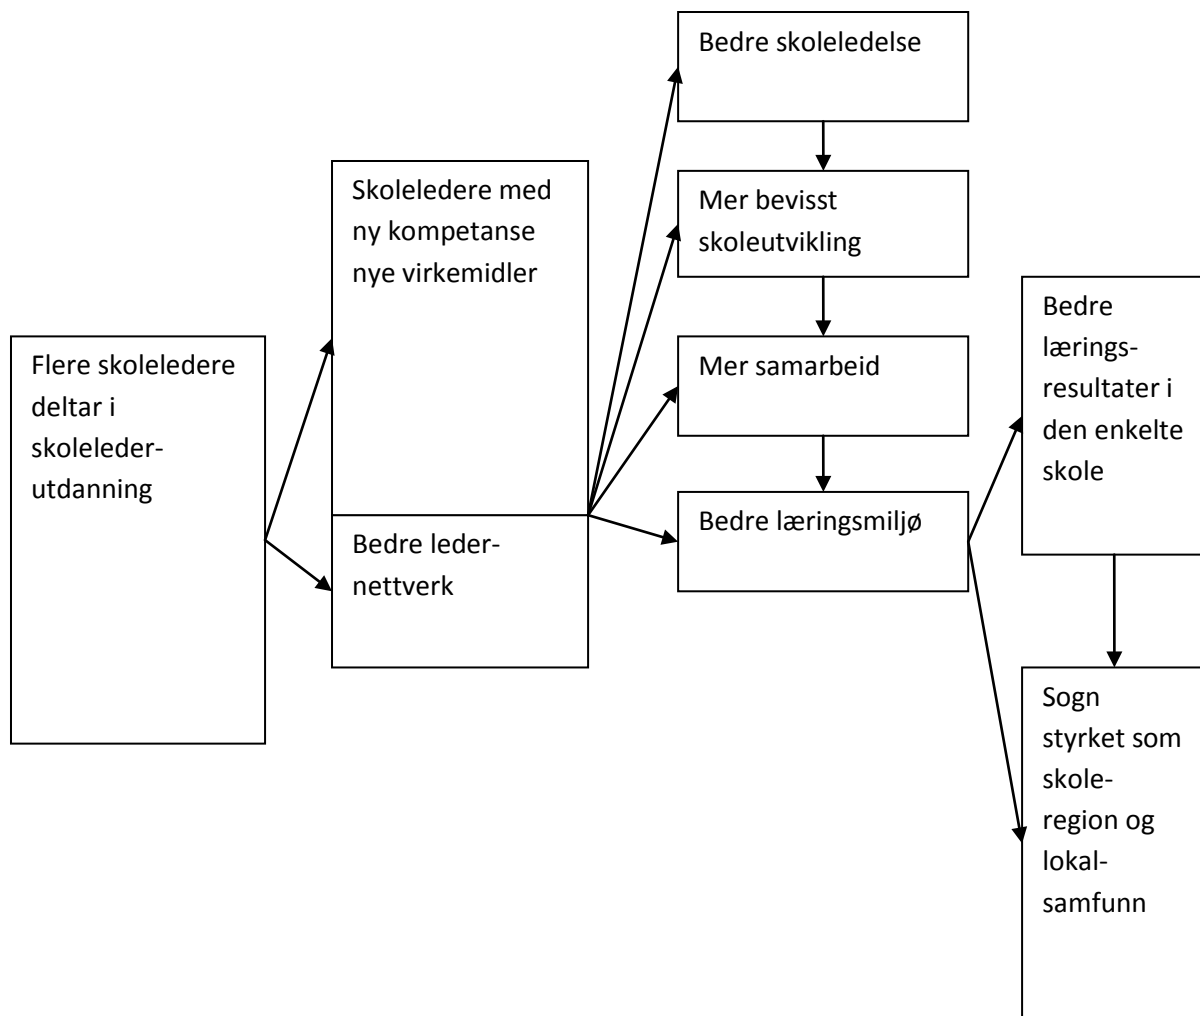 Flere skoleledere
deltar i
skoleleder-
utdanning
Skoleledere med
ny kompetanse
nye virkemidler
Bedre leder-
nettverk
Bedre skoleledelse
Mer bevisst
skoleutvikling
Mer samarbeid
Bedre læringsmiljø
Bedre
lærings-
resultater i
den enkelte
skole
Sogn
styrket som
skole-
region og
lokal-
samfunn